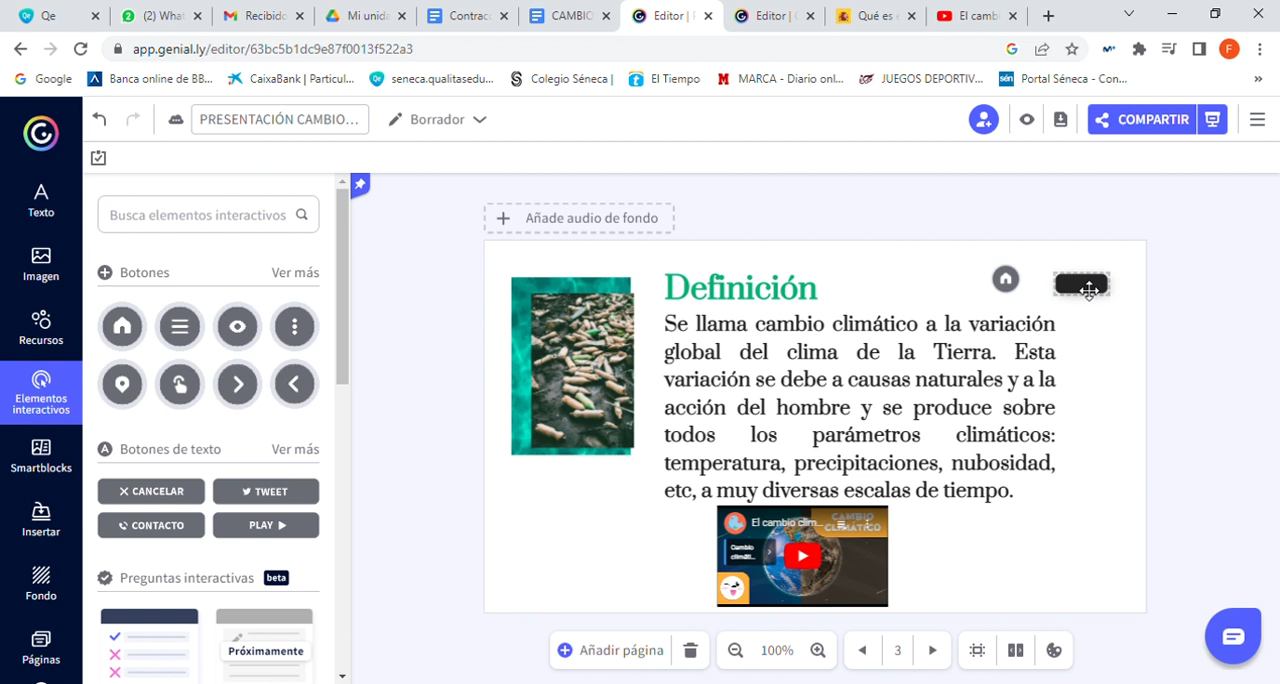 Qe
(2) What
Recibido
Mi unida
Contrac
CAMBIO
Editor |
Editor |
Qué es
El camb
app.genial.ly/editor/63bc5b1dc9e87f0013f522a3
F
Google
Banca online de BB...
CaixaBank | Particul...
seneca.qualitasedu...
Colegio Séneca |
El Tiempo
MARCA - Diario onl...
JUEGOS DEPORTIV...
Portal Séneca - Con...
»
PRESENTACIÓN CAMBIO...
Borrador
COMPARTIR
Texto
Imagen
Recursos
Elementos
interactivos
Smartblocks
Insertar
Fondo
Páginas
Busca elementos interactivos
Botones
Ver más
Botones de texto
Ver más
CANCELAR
TWEET
CONTACTO
PLAY
Preguntas interactivas beta
Próximamente
Añade audio de fondo
Definición
Se llama cambio climático a la variación
global del clima de la Tierra. Esta
variación se debe a causas naturales y a la
acción del hombre y se produce sobre
todos los parámetros climáticos:
temperatura, precipitaciones, nubosidad,
etc, a muy diversas escalas de tiempo.
El cambio clim...
CAMBIO
CLIMÁTICO
Cambio
climáti...
Añadir página
100%
3